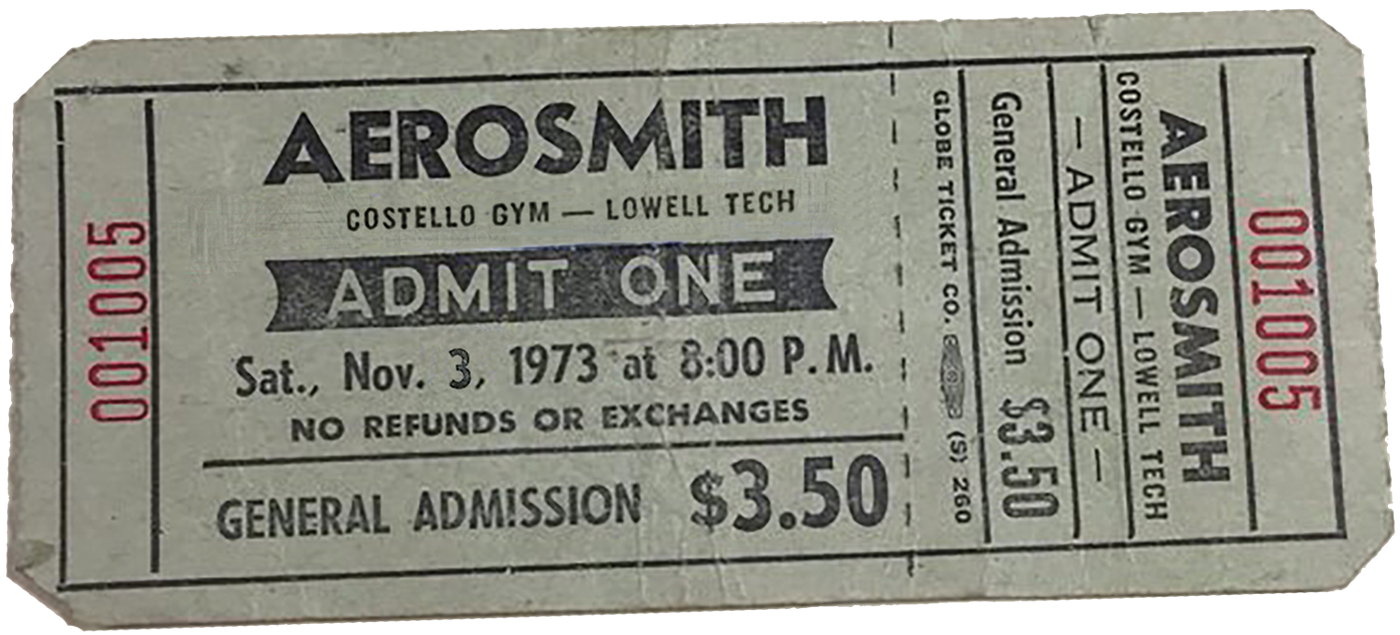 001005
AEROSMITH
COSTELLO GYM — LOWELL TECH
ADMIT ONE
Sat., Nov. 3, 1973 at 8:00 P.M.
NO REFUNDS OR EXCHANGES
GENERAL ADMISSION $3.50
GLOBE TICKET CO. (S) 260
General Admission $3.50
— ADMIT ONE —
COSTELLO GYM — LOWELL TECH
AEROSMITH
001005